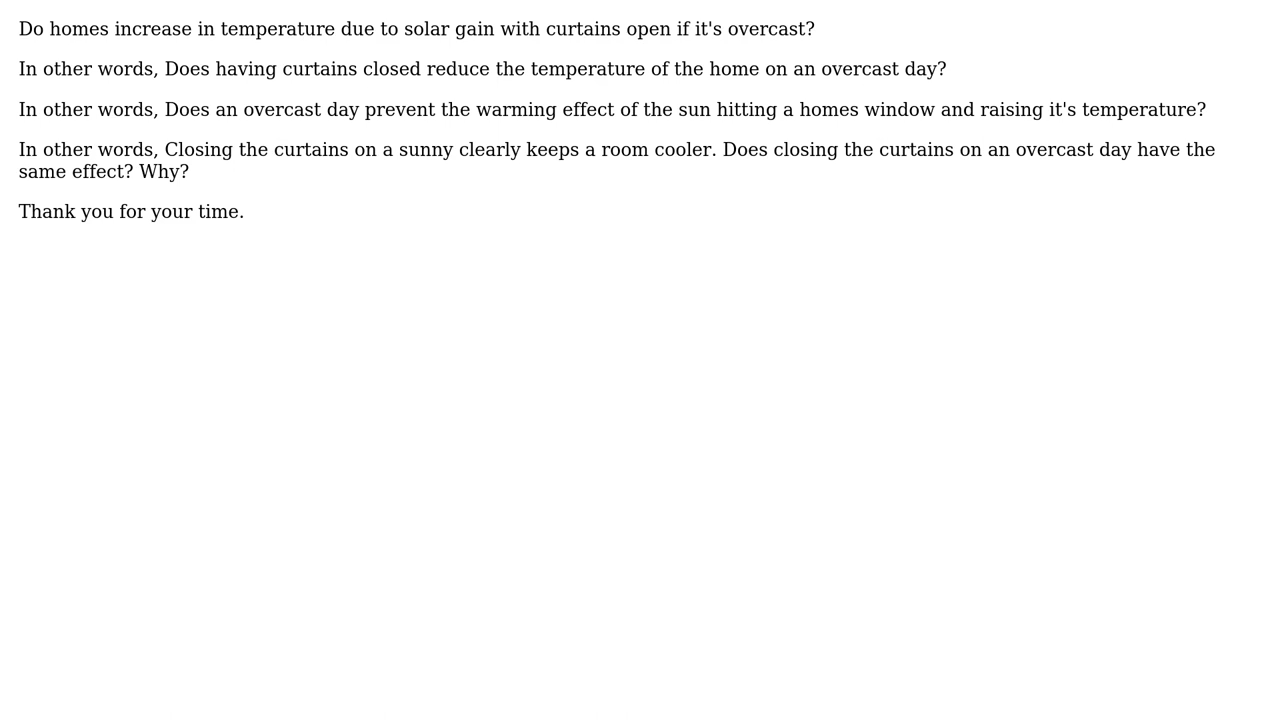 Do homes increase in temperature due to solar gain with curtains open if it's overcast?
In other words, Does having curtains closed reduce the temperature of the home on an overcast day?
In other words, Does an overcast day prevent the warming effect of the sun hitting a homes window and raising it's temperature?
In other words, Closing the curtains on a sunny clearly keeps a room cooler. Does closing the curtains on an overcast day have the
same effect? Why?
Thank you for your time.